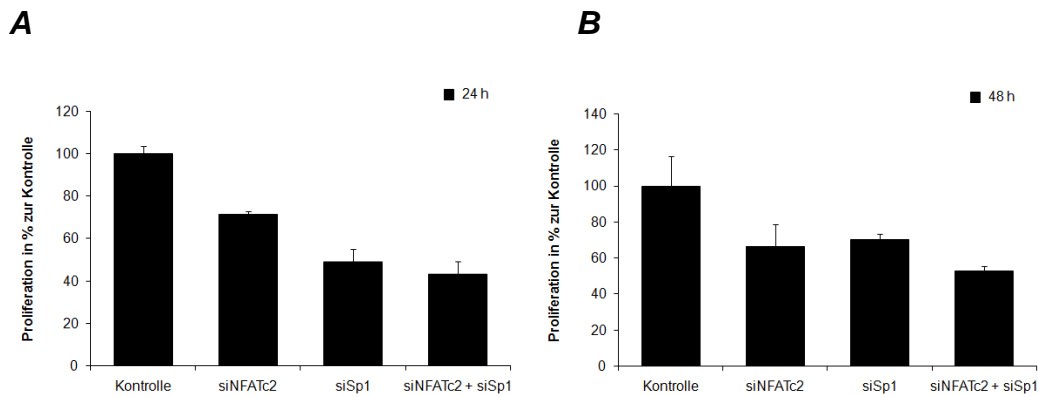 A
24 h
Proliferation in % zur Kontrolle
120
100
80
60
40
20
0
Kontrolle siNFATc2 siSp1 siNFATc2 + siSp1
B
48 h
Proliferation in % zur Kontrolle
140
120
100
80
60
40
20
0
Kontrolle siNFATc2 siSp1 siNFATc2 + siSp1